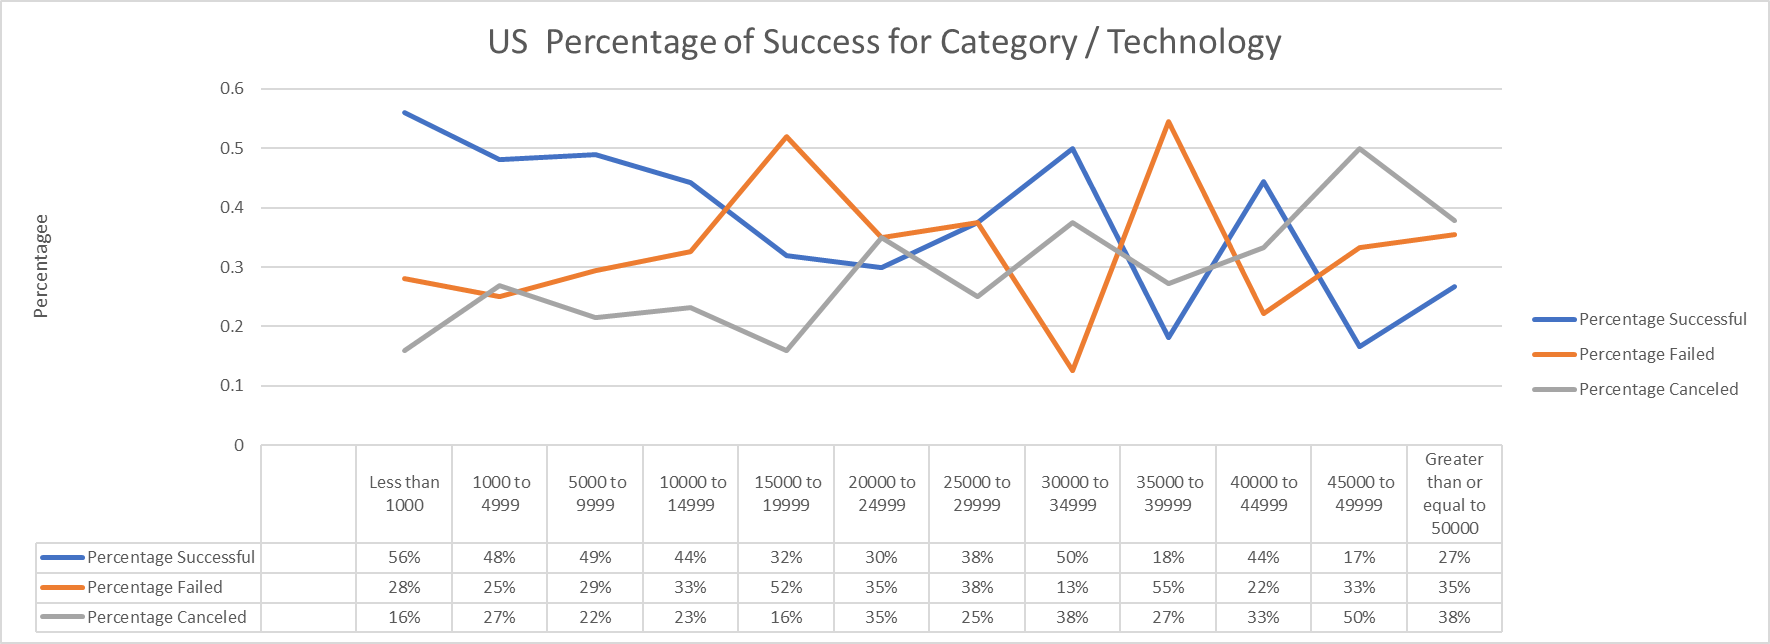 US  Percentage of Success for Category / Technology
0.6
0.5
0.4
0.3
0.2
0.1
0
Percentagee
Percentage Successful
Percentage Failed
Percentage Canceled
Less than 1000 to 5000 to 10000 to 15000 to 20000 to 25000 to 30000 to 35000 to 40000 to 45000 to Greater than or equal to 50000
1000 4999 9999 14999 19999 24999 29999 34999 39999 44999 49999
Percentage Successful 56% 48% 49% 44% 32% 30% 38% 50% 18% 44% 17% 27%
Percentage Failed 28% 25% 29% 33% 52% 35% 38% 13% 55% 22% 33% 35%
Percentage Canceled 16% 27% 22% 23% 16% 35% 25% 38% 27% 33% 50% 38%